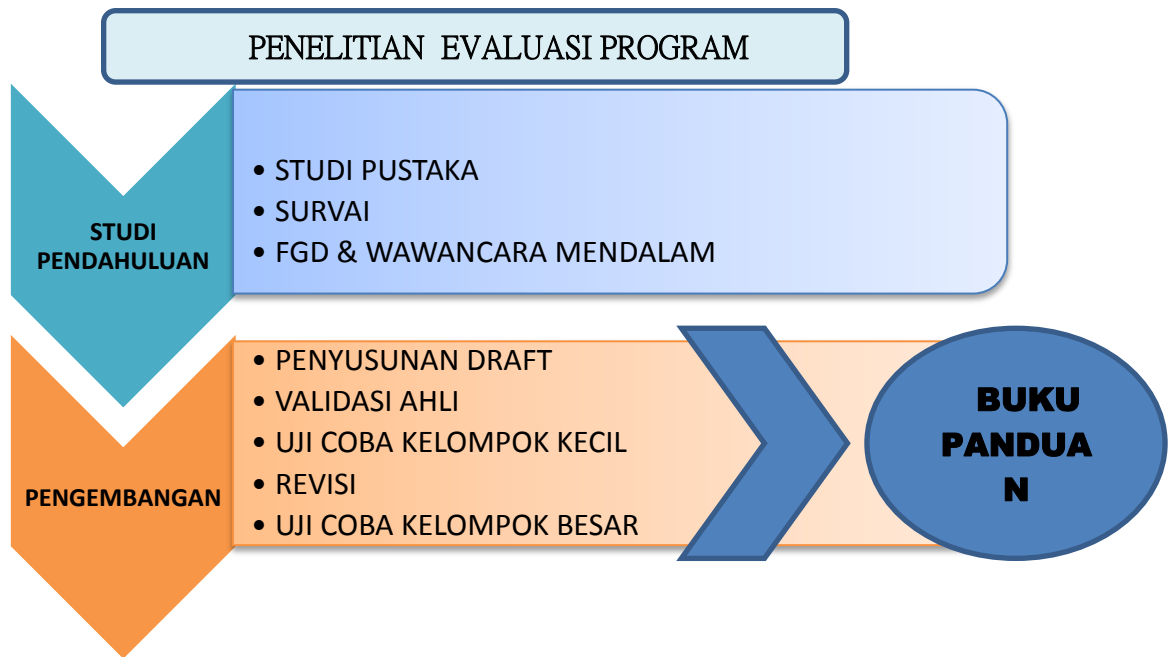 PENELITIAN EVALUASI PROGRAM
STUDI
PENDAHULUAN
• STUDI PUSTAKA
• SURVAI
• FGD & WAWANCARA MENDALAM
PENGEMBANGAN
• PENYUSUNAN DRAFT
• VALIDASI AHLI
• UJI COBA KELOMPOK KECIL
• REVISI
• UJI COBA KELOMPOK BESAR
BUKU
PANDUA
N